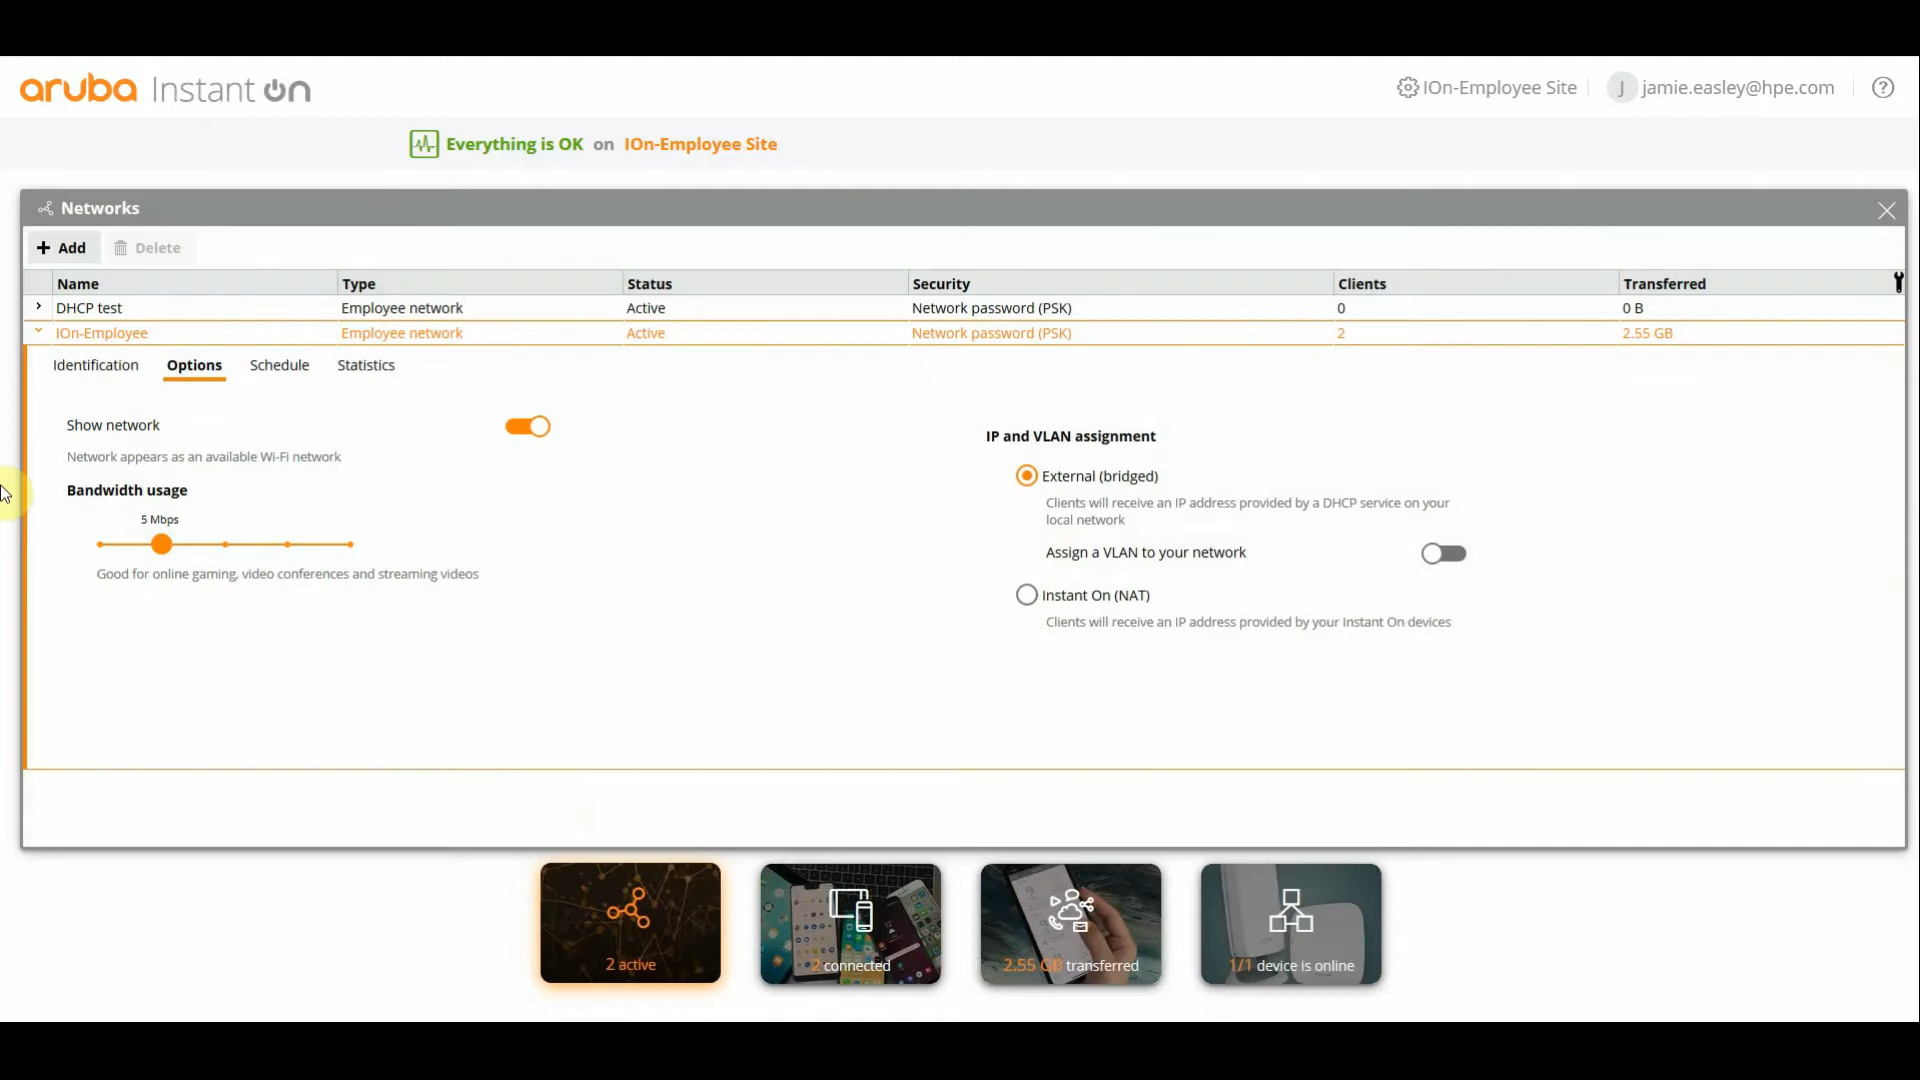 aruba Instant On
IOn-Employee Site
J
jamie.easley@hpe.com
?
Everything is OK on IOn-Employee Site
Networks
+ Add
Delete
Name Type Status Security Clients Transferred
DHCP test Employee network Active Network password (PSK) 0 0 B
IOn-Employee Employee network Active Network password (PSK) 2 2.55 GB
Identification Options Schedule Statistics
Show network
Network appears as an available Wi-Fi network
Bandwidth usage
5 Mbps
Good for online gaming, video conferences and streaming videos
IP and VLAN assignment
External (bridged)
Clients will receive an IP address provided by a DHCP service on your
local network
Assign a VLAN to your network
Instant On (NAT)
Clients will receive an IP address provided by your Instant On devices
2 active
2 connected
2.55 GB transferred
1/1 device is online